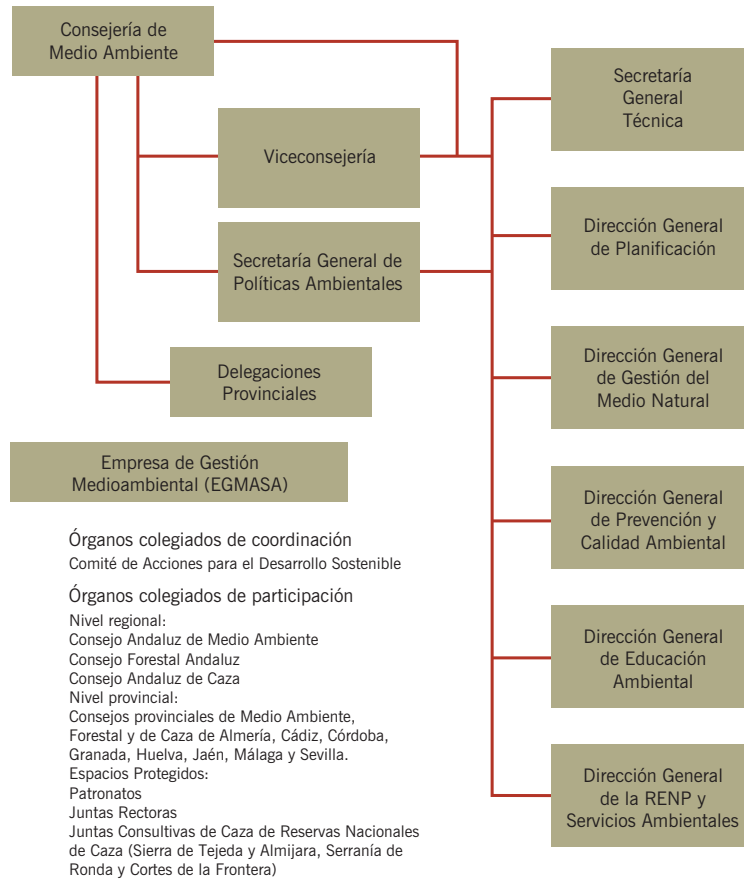 Consejería de
Medio Ambiente
Viceconsejería
Secretaría General de
Políticas Ambientales
Delegaciones
Provinciales
Empresa de Gestión
Medioambiental (EGMASA)
Secretaría
General
Técnica
Dirección General
de Planificación
Dirección General
de Gestión del
Medio Natural
Dirección General
de Prevención y
Calidad Ambiental
Dirección General
de Educación
Ambiental
Dirección General
de la RENP y
Servicios Ambientales
Órganos colegiados de coordinación
Comité de Acciones para el Desarrollo Sostenible
Órganos colegiados de participación
Nivel regional:
Consejo Andaluz de Medio Ambiente
Consejo Forestal Andaluz
Consejo Andaluz de Caza
Nivel provincial:
Consejos provinciales de Medio Ambiente,
Forestal y de Caza de Almería, Cádiz, Córdoba,
Granada, Huelva, Jaén, Málaga y Sevilla.
Espacios Protegidos:
Patronatos
Juntas Rectoras
Juntas Consultivas de Caza de Reservas Nacionales
de Caza (Sierra de Tejeda y Almijara, Serranía de
Ronda y Cortes de la Frontera)